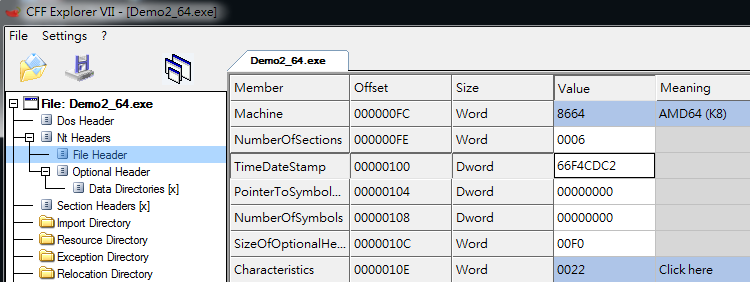 CFF Explorer VII - [Demo2_64.exe]
File Settings ?
Demo2_64.exe
File: Demo2_64.exe
Dos Header
Nt Headers
File Header
Optional Header
Data Directories [x]
Section Headers [x]
Import Directory
Resource Directory
Exception Directory
Relocation Directory
Member Offset Size Value Meaning
Machine 000000FC Word 8664 AMD64 (K8)
NumberOfSections 000000FE Word 0006
TimeDateStamp 00000100 Dword 66F4CDC2
PointerToSymbol... 00000104 Dword 00000000
NumberOfSymbols 00000108 Dword 00000000
SizeOfOptionalHe... 0000010C Word 00F0
Characteristics 0000010E Word 0022 Click here